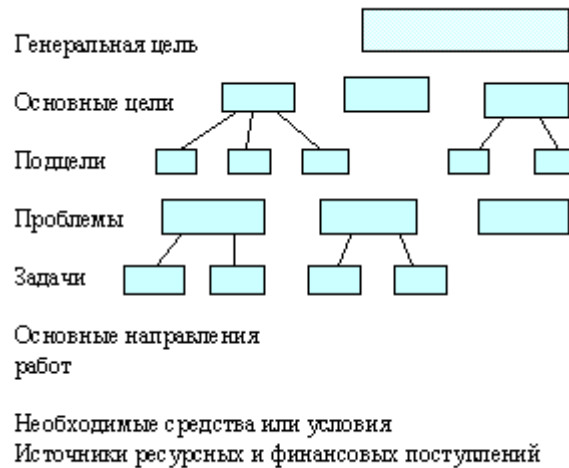 Генеральная цель
Основные цели
Подцели
Проблемы
Задачи
Основные направления
работ
Необходимые средства или условия
Источники ресурсных и финансовых поступлений